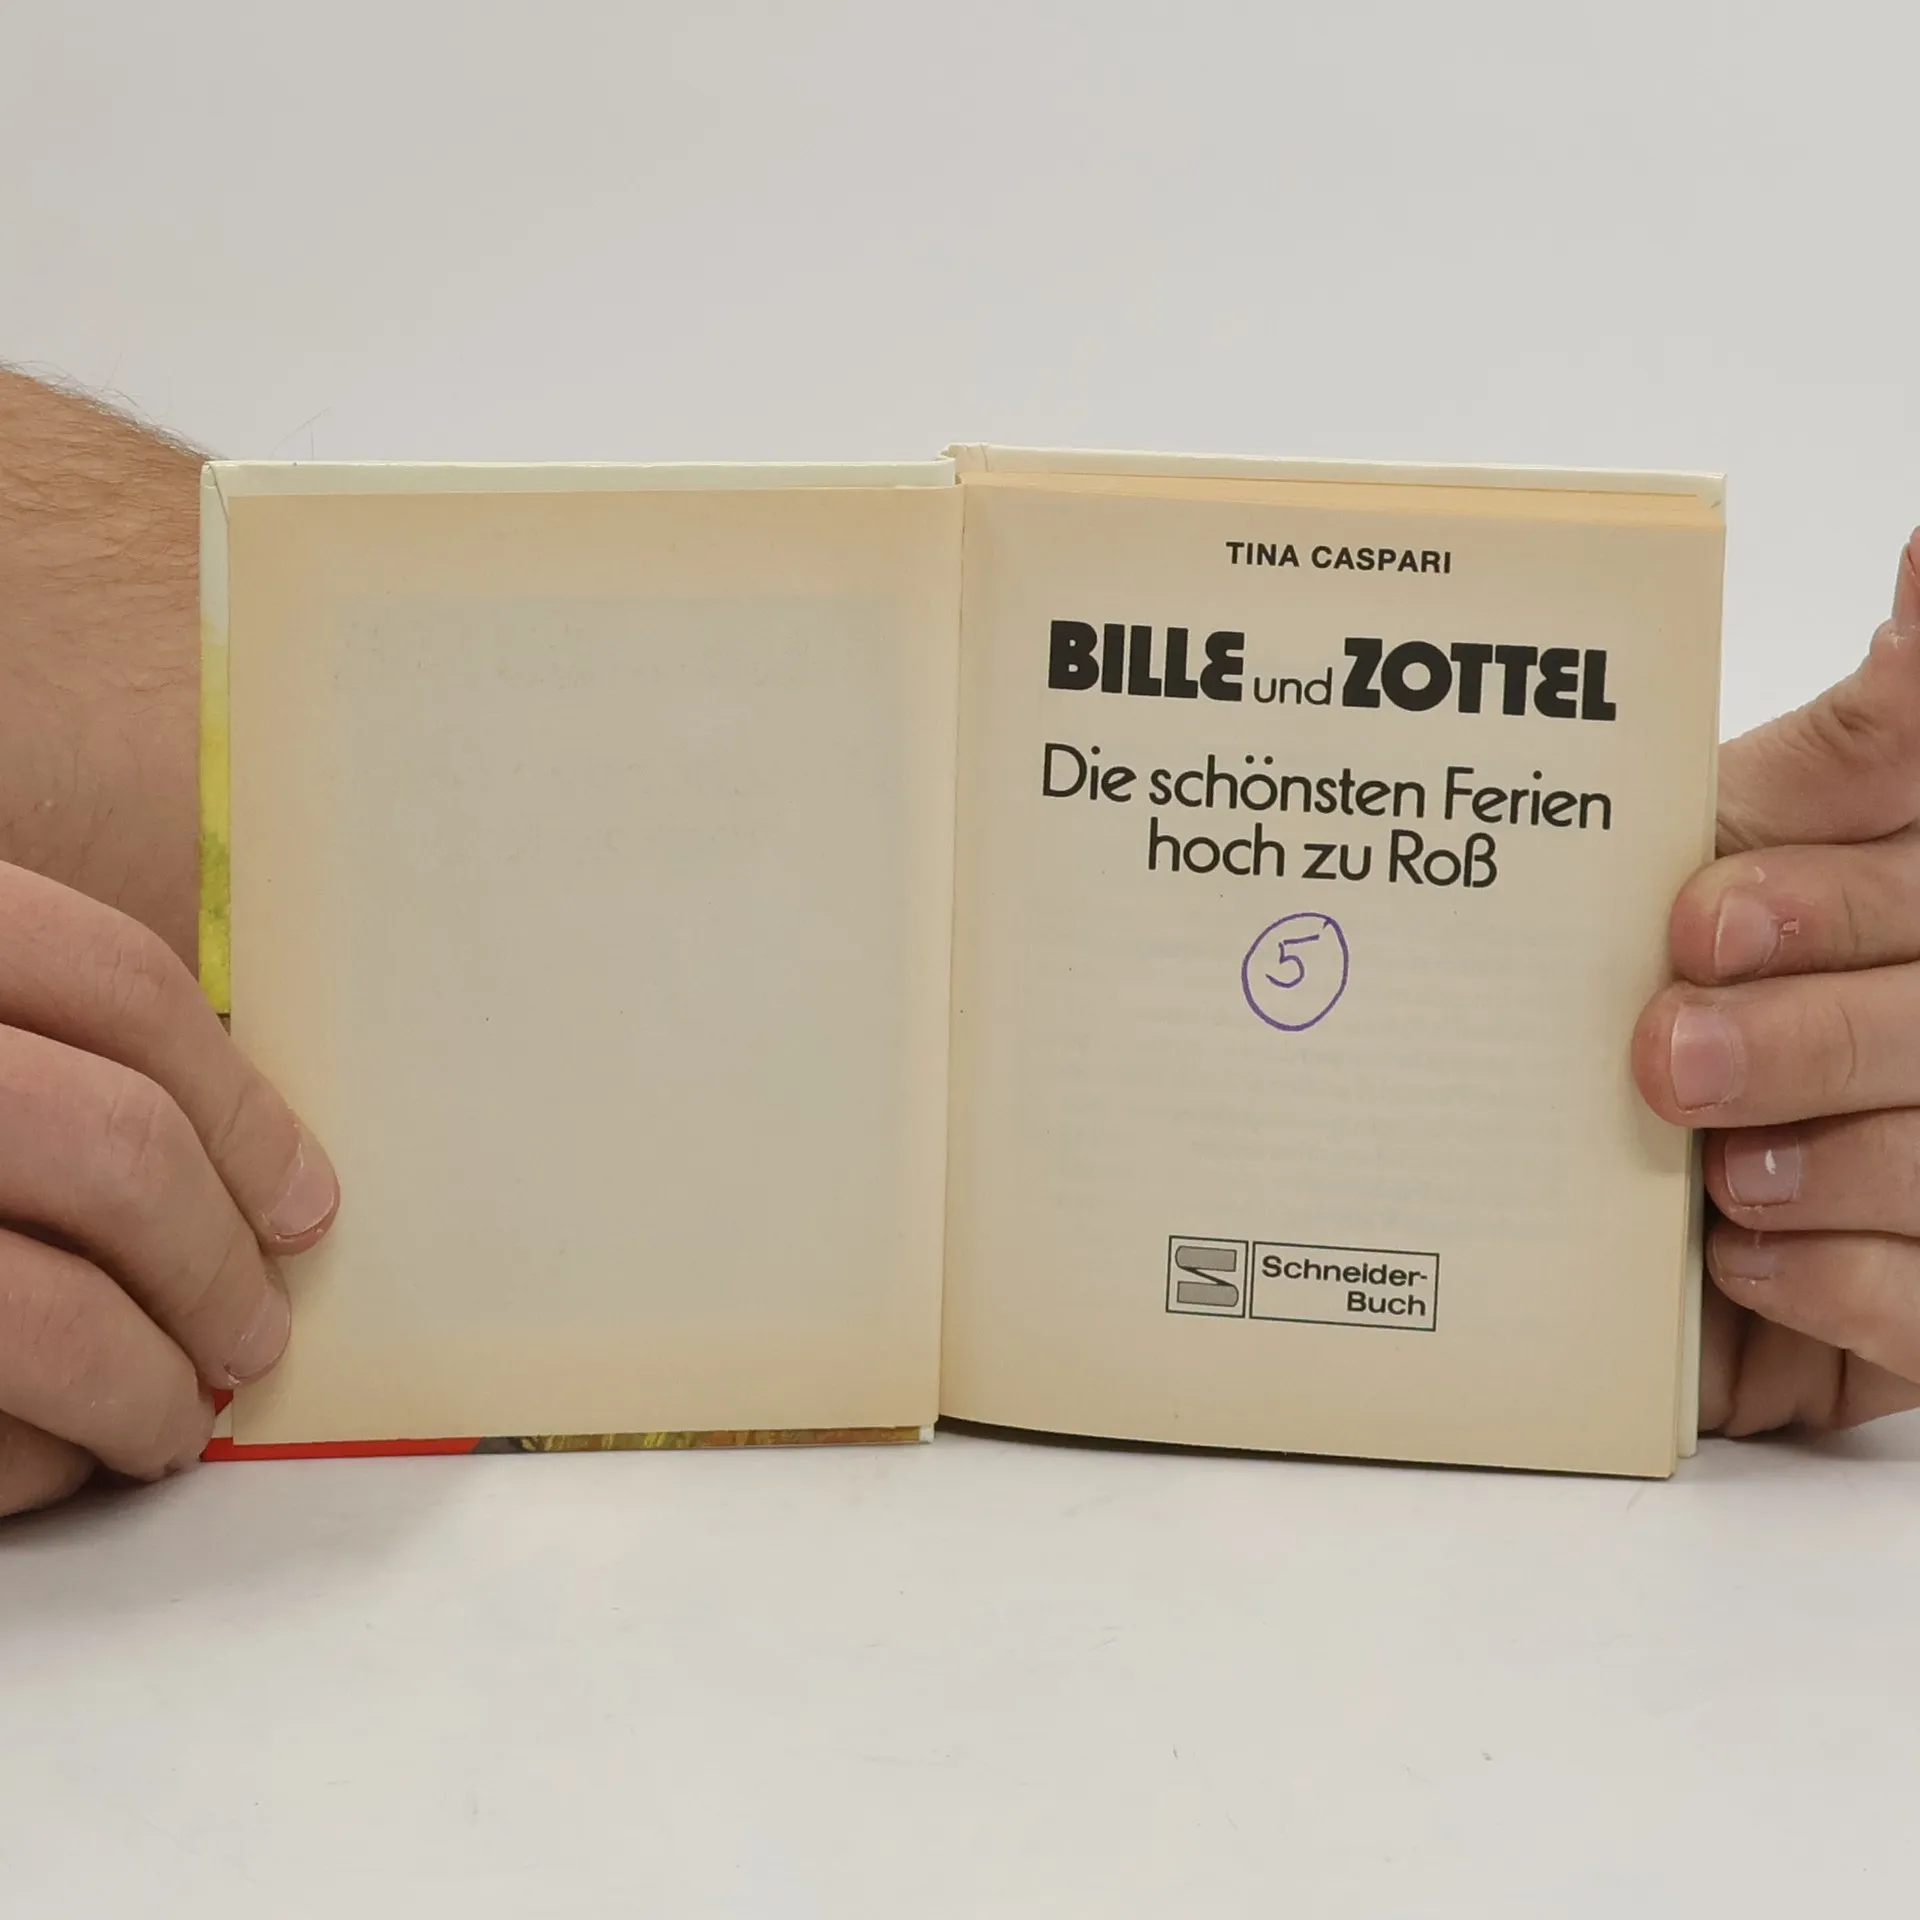 TINA CASPARI
BILLE und ZOTTEL
Die schönsten Ferien
hoch zu Roß
5
Schneider-
Buch